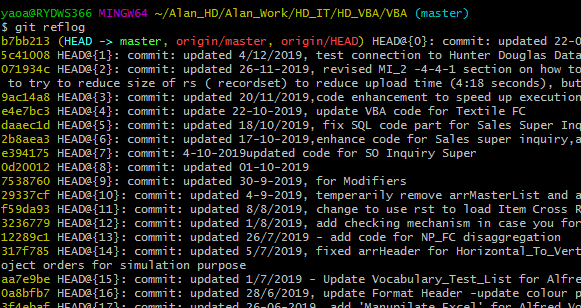 yaoa@RYDWS366 MINGW64 ~/Alan_HD/Alan_Work/HD_IT/HD_VBA/VBA (master)
$ git reflog
b7bb213 (HEAD -> master, origin/master, origin/HEAD) HEAD@{0}: commit: updated 22-0
5c41008 HEAD@{1}: commit: updated 4/12/2019, test connection to Hunter Douglas Data
071934c HEAD@{2}: commit: updated 26-11-2019, revised MI_2 -4-4-1 section on how to
to try to reduce size of rs ( recordset) to reduce upload time (4:18 seconds), but
9ac14a8 HEAD@{3}: commit: updated 20/11/2019,code enhancement to speed up execution
e4e7bc3 HEAD@{4}: commit: update 22-10-2019, update VBA code for Textile FC
daaec1d HEAD@{5}: commit: updated 18/10/2019, fix SQL code part for Sales Super Inq
2b8aea3 HEAD@{6}: commit: updated 17-10-2019,enhance code for Sales super inquiry,a
e394175 HEAD@{7}: commit: 4-10-2019updated code for SO Inquiry Super
0d20012 HEAD@{8}: commit: updated 01-10-2019
7538760 HEAD@{9}: commit: updated 30-9-2019, for Modifiers
29337cf HEAD@{10}: commit: updated 4-9-2019, temperarily remove arrMasterList and a
f59da93 HEAD@{11}: commit: updated 8/8/2019, change to use rst to load Item Cross R
3236779 HEAD@{12}: commit: updated 1/8/2019, add checking mechanism in case you for
12289c1 HEAD@{13}: commit: updated 26/7/2019 - add code for NP_FC disaggregation
317f785 HEAD@{14}: commit: updated 5/7/2019, fixed arrHeader for Horizontal_To_Vert
oject orders for simulation purpose
aa7e9be HEAD@{15}: commit: updated 1/7/2019 - Update Vocabulary_Test_List for Alfre
0a8bfb7 HEAD@{16}: commit: updated 28/6/2019, update Format Header -update colour o
HEAD@{17}: commit: updated 26-06-2019, add 'Manupilate Excel' for Alfred